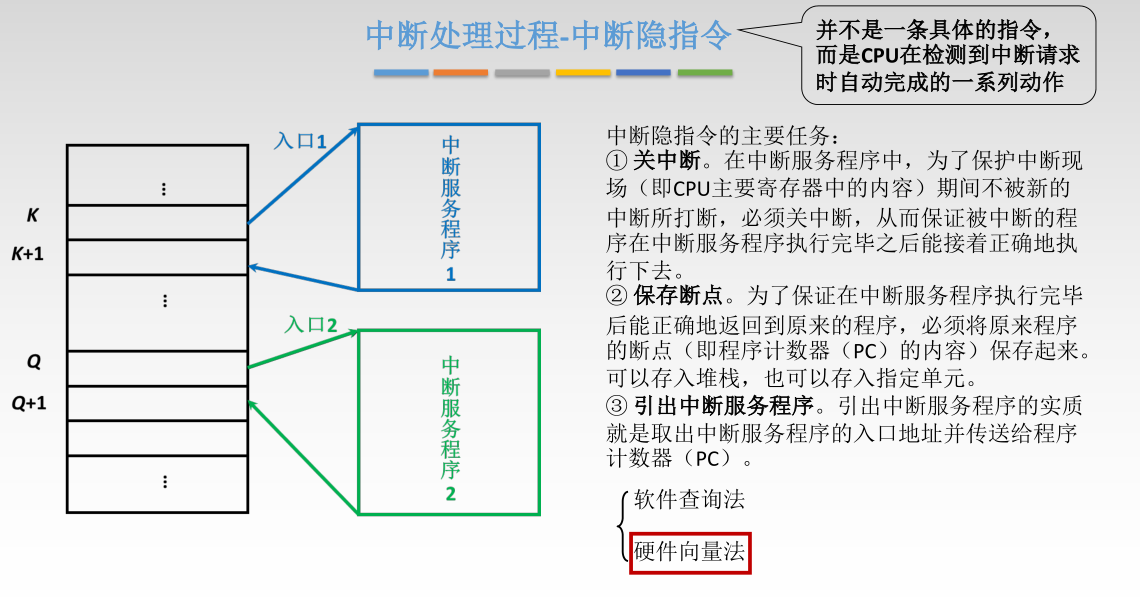 中断处理过程-中断隐指令
并不是一条具体的指令，
而是CPU在检测到中断请求
时自动完成的一系列动作
⋮
K
K+1
⋮
Q
Q+1
⋮
入口1
中
断
服
务
程
序
1
入口2
中
断
服
务
程
序
2
中断隐指令的主要任务：
① 关中断。在中断服务程序中，为了保护中断现
场（即CPU主要寄存器中的内容）期间不被新的
中断所打断，必须关中断，从而保证被中断的程
序在中断服务程序执行完毕之后能接着正确地执
行下去。
② 保存断点。为了保证在中断服务程序执行完毕
后能正确地返回到原来的程序，必须将原来程序
的断点（即程序计数器（PC）的内容）保存起来。
可以存入堆栈，也可以存入指定单元。
③ 引出中断服务程序。引出中断服务程序的实质
就是取出中断服务程序的入口地址并传送给程序
计数器（PC）。
软件查询法
硬件向量法